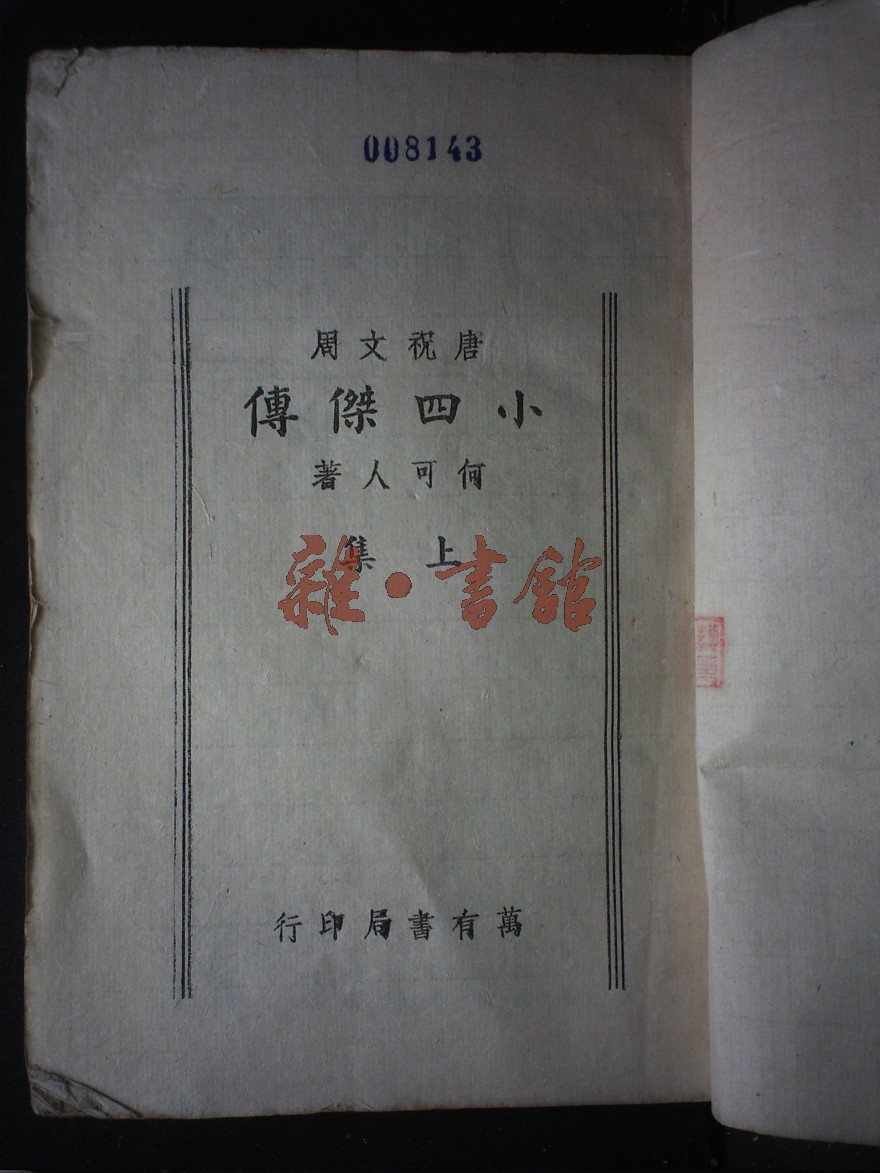 008143
唐祝文周
小四傑傳
何可人著
上集
雜·書館
萬有書局印行